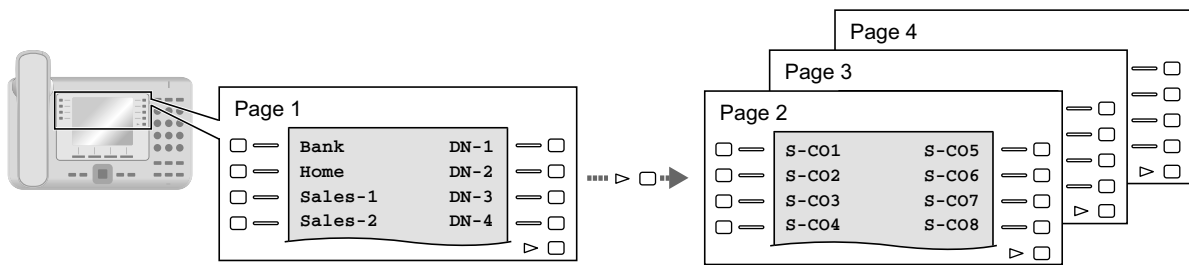 Page 1
Bank DN-1
Home DN-2
Sales-1 DN-3
Sales-2 DN-4
Page 4
Page 3
Page 2
S-CO1 S-CO5
S-CO2 S-CO6
S-CO3 S-CO7
S-CO4 S-CO8